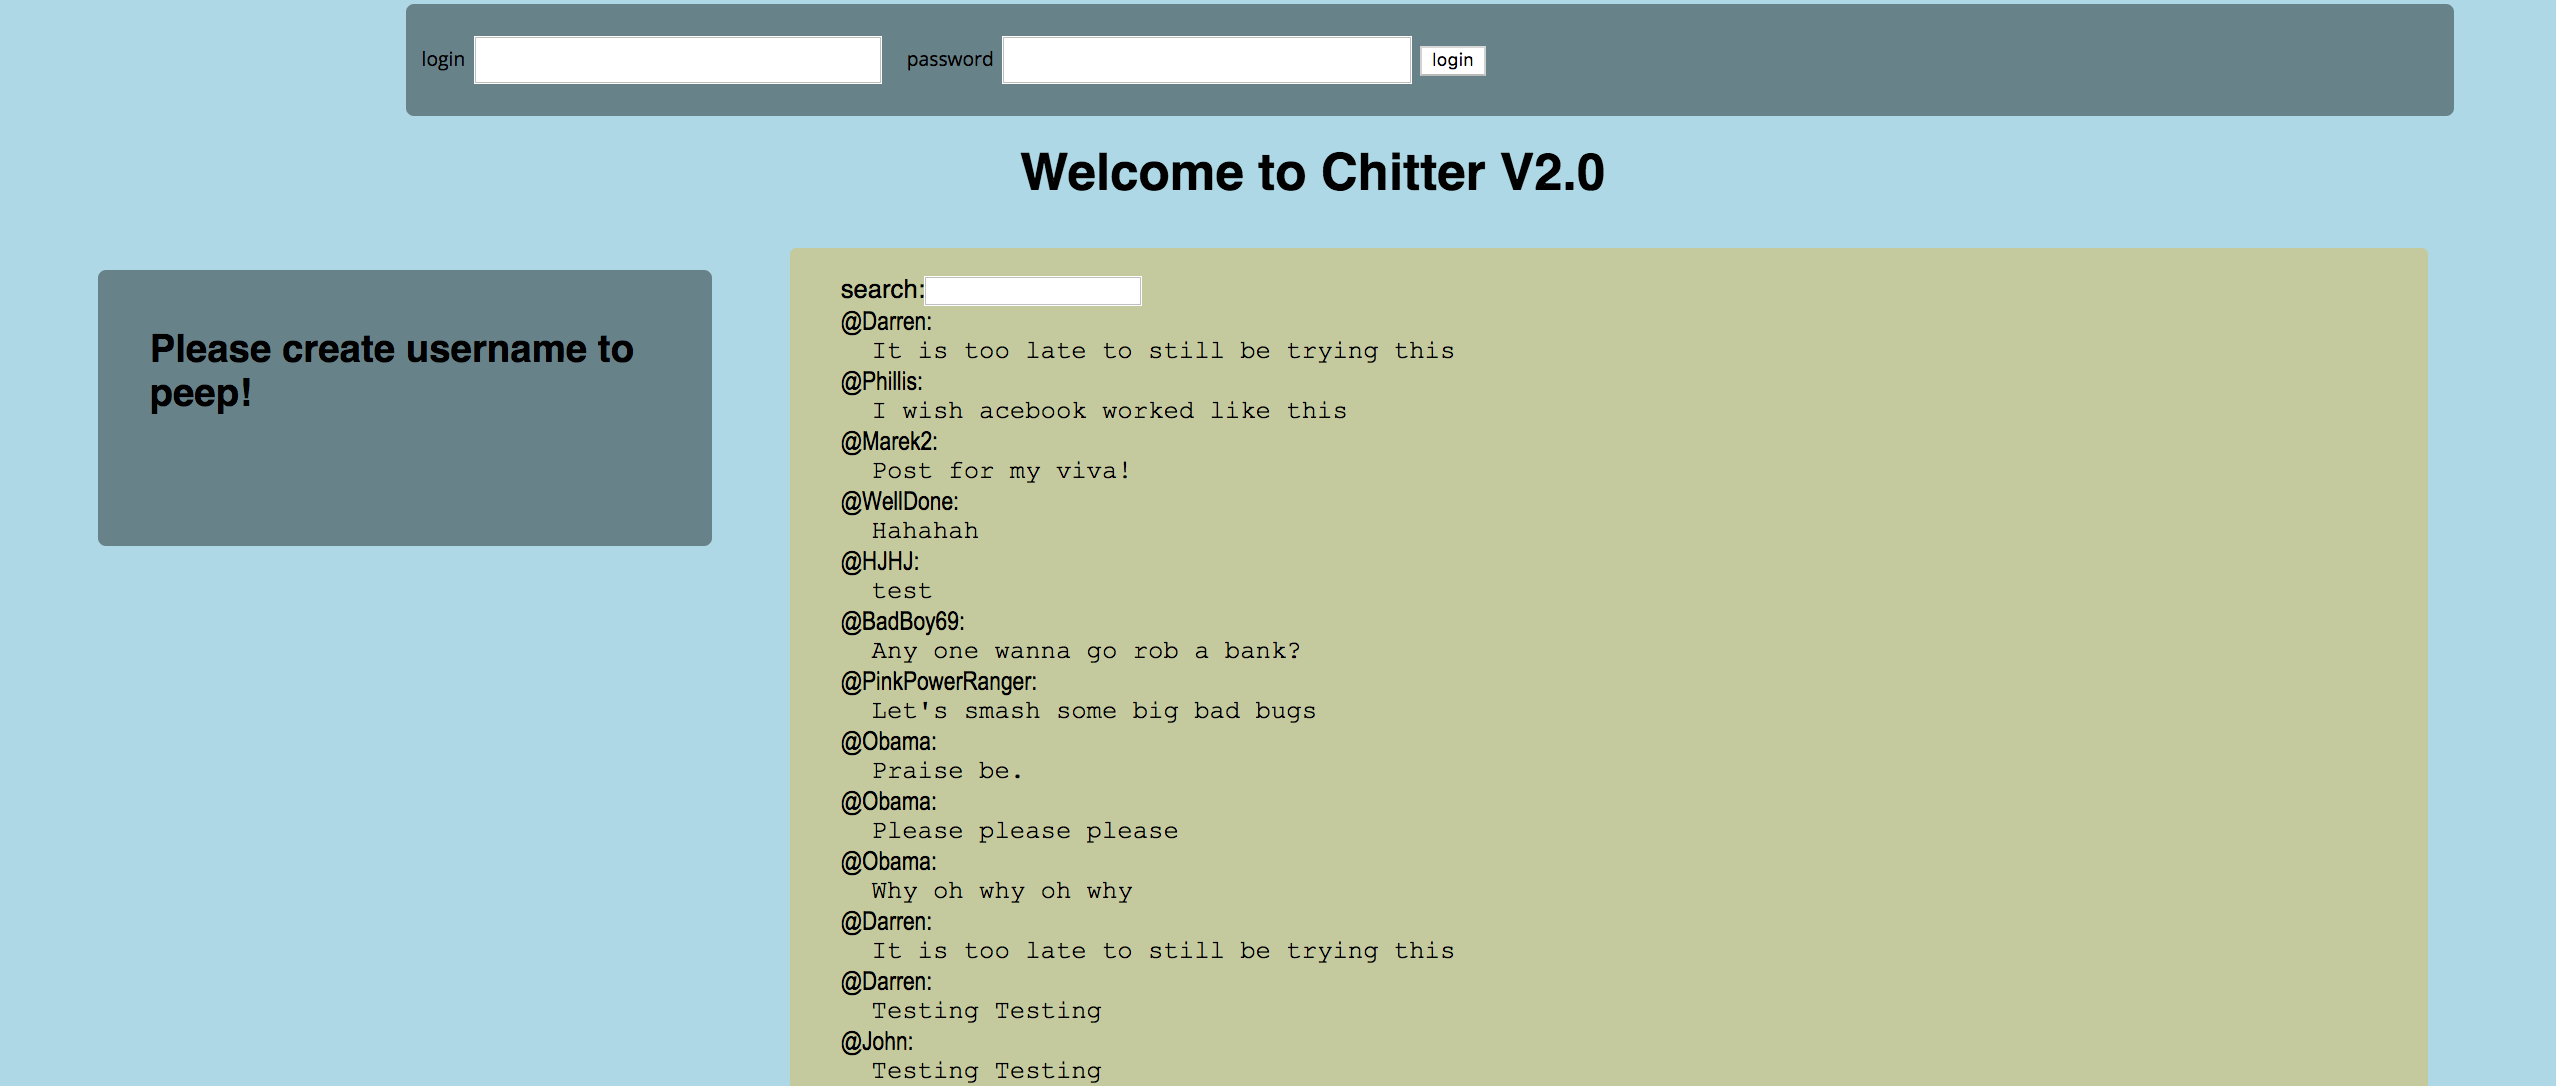 login password login
Welcome to Chitter V2.0
Please create username to
peep!
search:
@Darren:
It is too late to still be trying this
@Phillis:
I wish acebook worked like this
@Marek2:
Post for my viva!
@WellDone:
Hahahah
@HJHJ:
test
@BadBoy69:
Any one wanna go rob a bank?
@PinkPowerRanger:
Let's smash some big bad bugs
@Obama:
Praise be.
@Obama:
Please please please
@Obama:
Why oh why oh why
@Darren:
It is too late to still be trying this
@Darren:
Testing Testing
@John:
Testing Testing